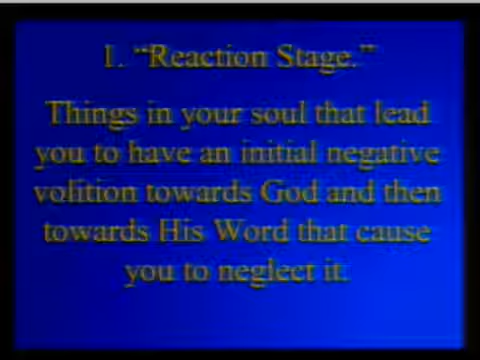 1. “Reaction Stage.”
Things in your soul that lead
you to have an initial negative
volition towards God and then
towards His Word that cause
you to neglect it.